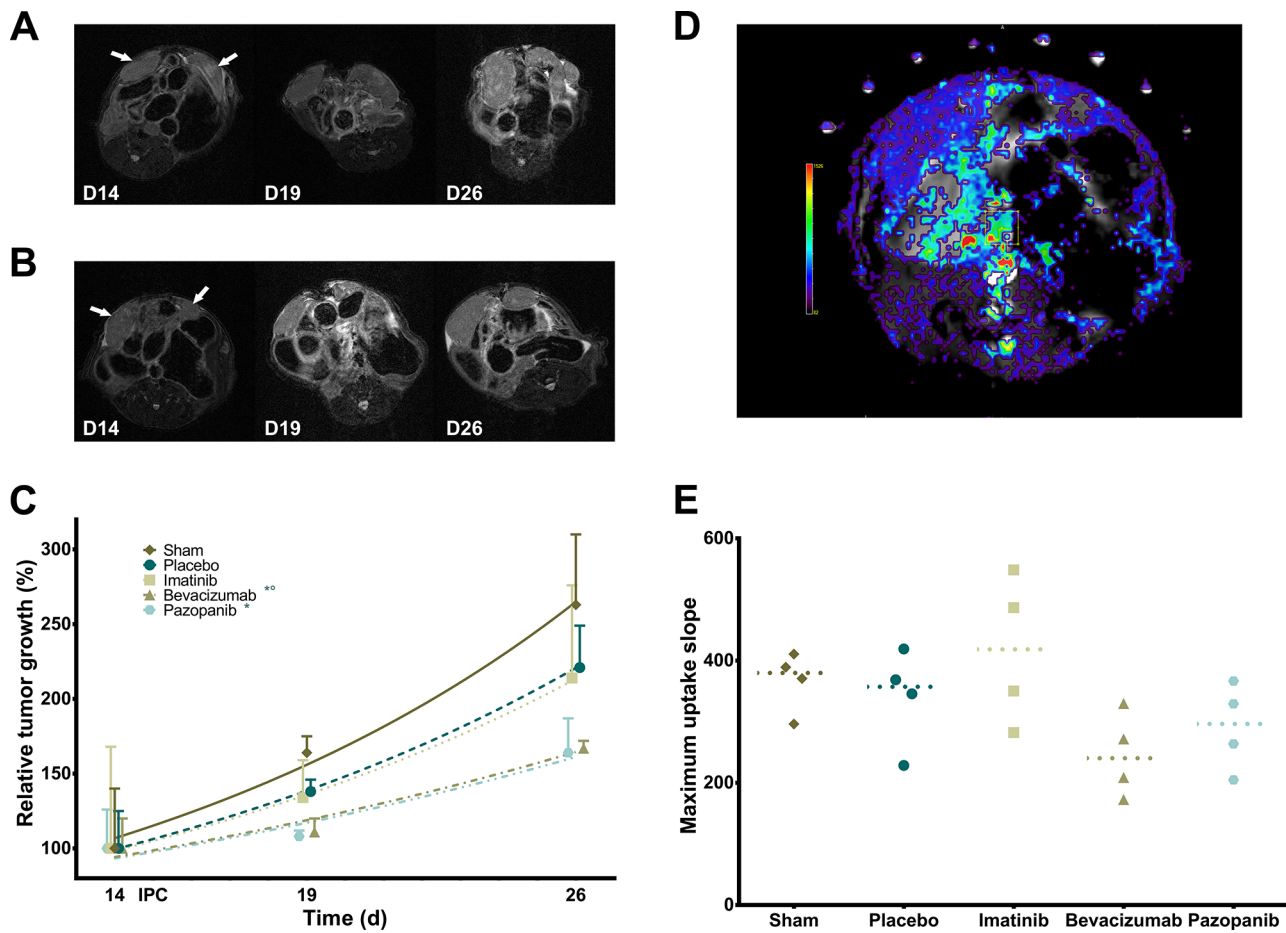 A
D14
D19
D26
B
D14
D19
D26
C
Relative tumor growth (%)
300
250
200
150
100
Sham
Placebo
Imatinib
Bevacizumab *°
Pazopanib *
14 IPC 19 26
Time (d)
D
1526
E
Maximum uptake slope
600
400
200
0
Sham Placebo Imatinib Bevacizumab Pazopanib